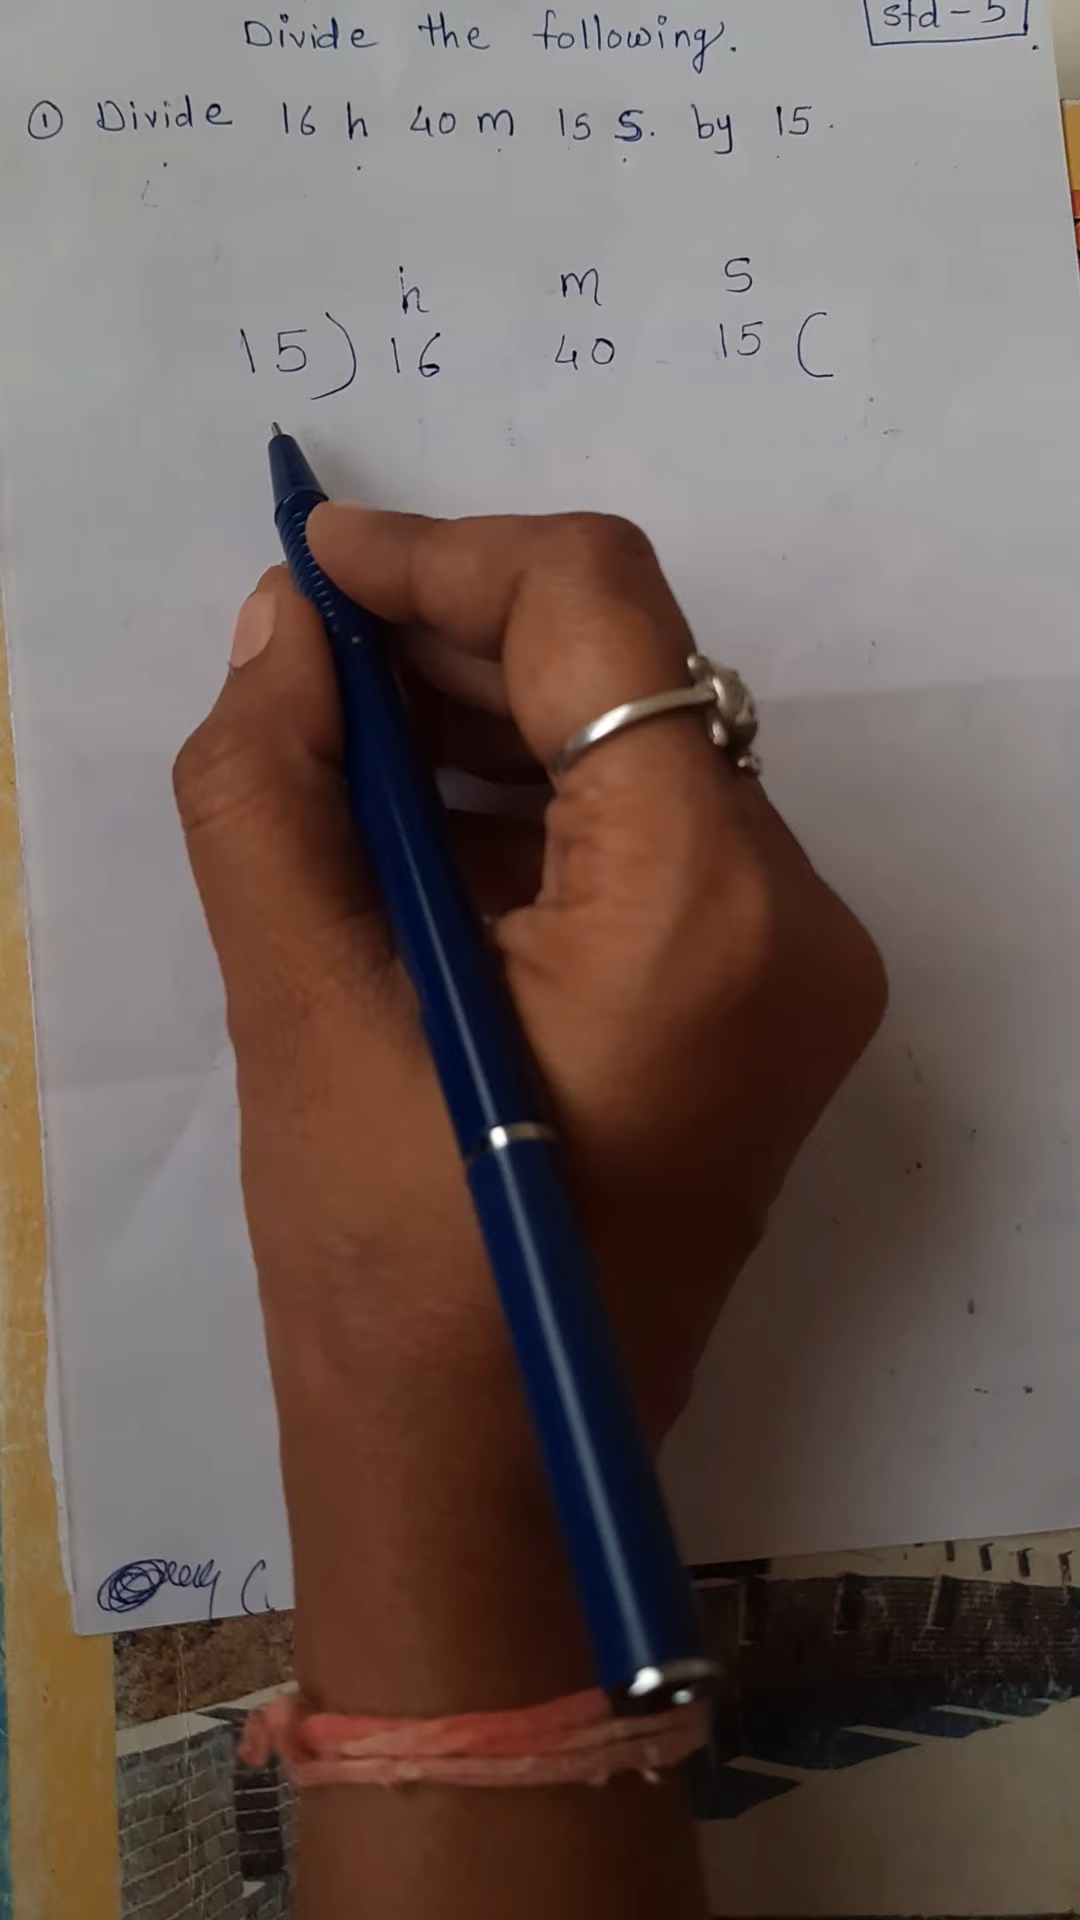 Divide the following.
std - 5
① Divide 16 h 40 m 15 s. by 15.
h m s
15) 16 40 15 (